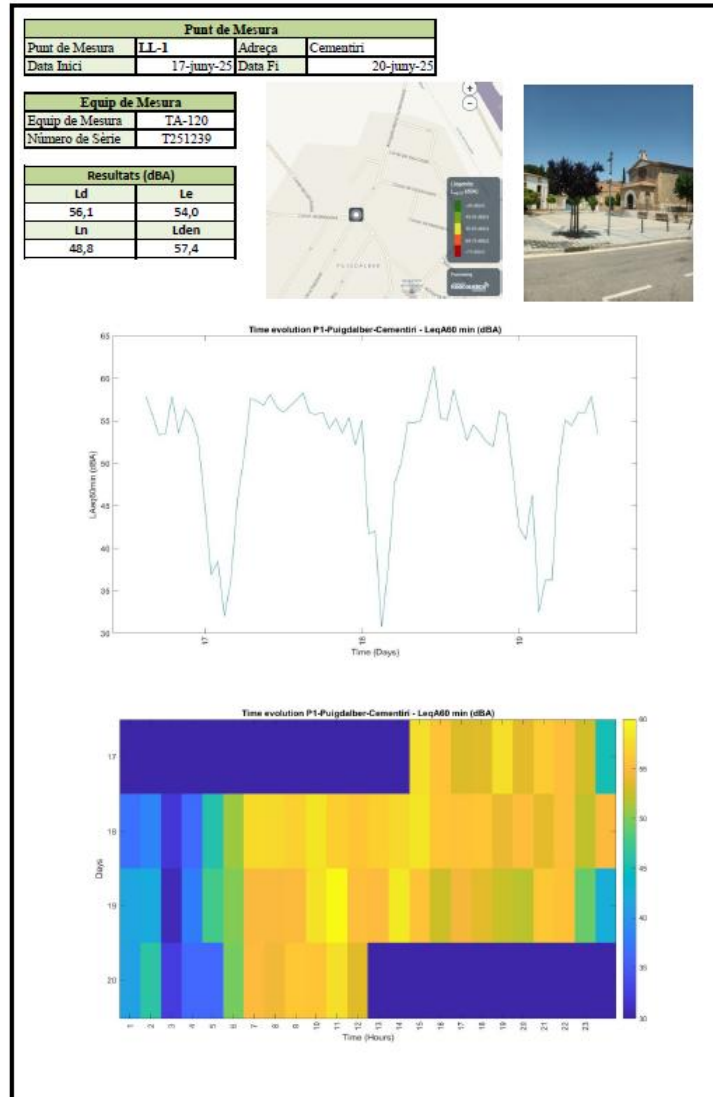 Punt de Mesura
Punt de Mesura LL-1 Adreça Cementiri
Data Inici 17-juny-25 Data Fi 20-juny-25
Equip de Mesura
Equip de Mesura TA-120
Número de Sèrie T251239
Resultats (dBA)
Ld Le
56,1 54,0
Ln Lden
48,8 57,4
+
−
PUIGDÀLBER
Time evolution P1-Puigdalber-Cementiri - LeqA60 min (dBA)
65
60
55
50
45
40
35
30
LAeq60min (dBA)
17 18 19
Time (Days)
Time evolution P1-Puigdalber-Cementiri - LeqA60 min (dBA)
17
18
19
20
Days
60
55
50
45
40
35
30
1 2 3 4 5 6 7 8 9 10 11 12 13 14 15 16 17 18 19 20 21 22 23
Time (Hours)